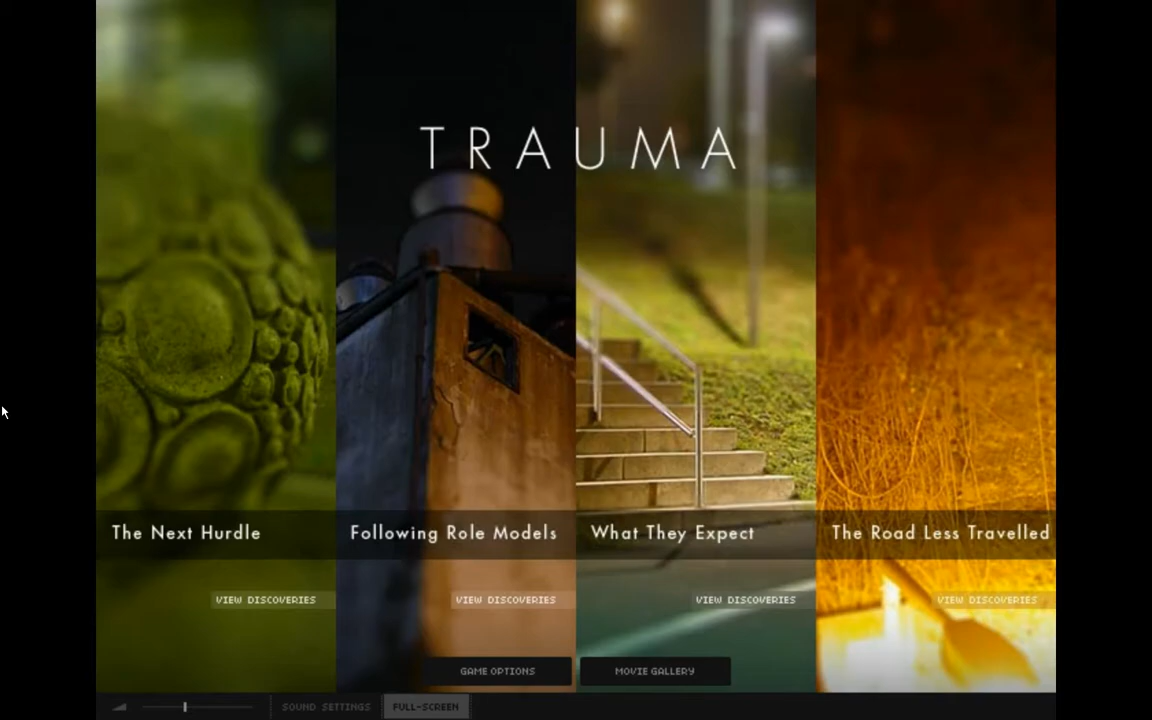 TRAUMA
The Next Hurdle
Following Role Models
What They Expect
The Road Less Travelled
VIEW DISCOVERIES
VIEW DISCOVERIES
VIEW DISCOVERIES
VIEW DISCOVERIES
GAME OPTIONS
MOVIE GALLERY
SOUND SETTINGS
FULL-SCREEN